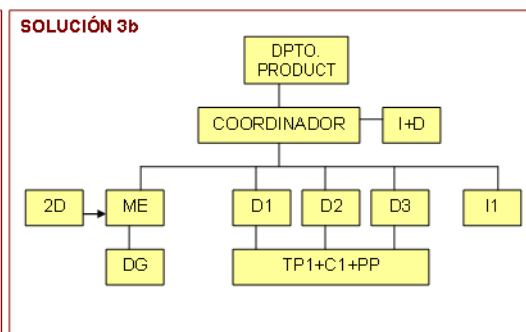 SOLUCIÓN 3b
DPTO.
PRODUCT
COORDINADOR
I+D
2D
ME
D1
D2
D3
I1
DG
TP1+C1+PP